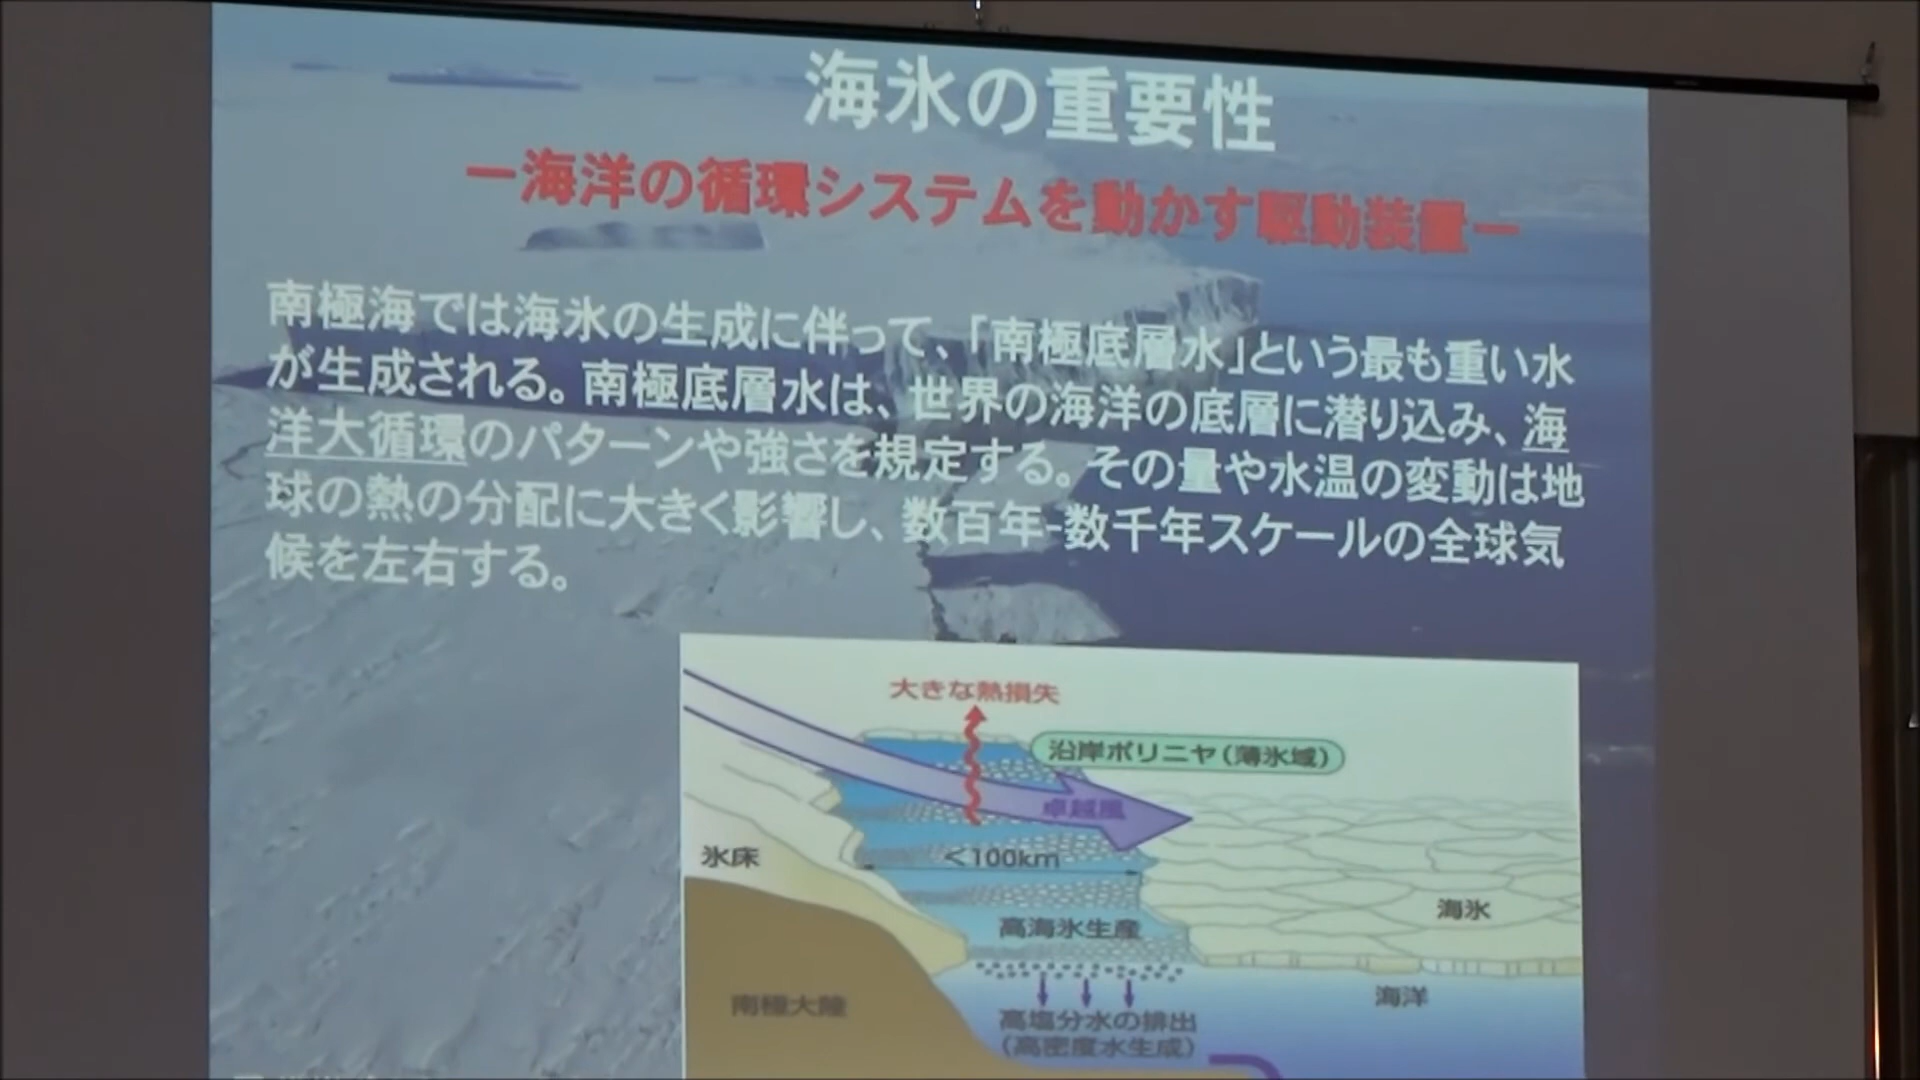 海氷の重要性
ー海洋の循環システムを動かす駆動装置ー
南極海では海氷の生成に伴って、「南極底層水」という最も重い水
が生成される。南極底層水は、世界の海洋の底層に潜り込み、海
洋大循環のパターンや強さを規定する。その量や水温の変動は地
球の熱の分配に大きく影響し、数百年-数千年スケールの全球気
候を左右する。
大きな熱損失
沿岸ポリニヤ(薄氷域)
卓越風
氷床
<100km
海氷
高海氷生産
南極大陸
海洋
高塩分水の排出
(高密度水生成)